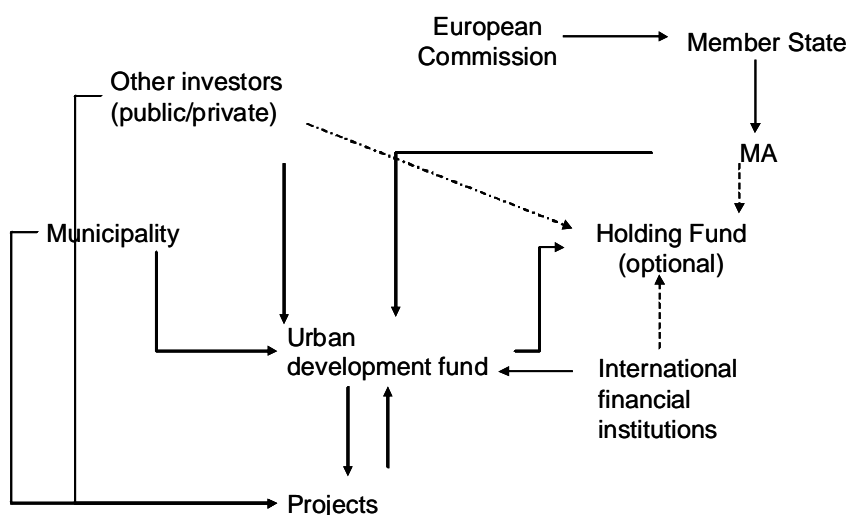 European
Commission
Member State
Other investors
(public/private)
MA
Municipality
Holding Fund
(optional)
Urban
development fund
International
financial
institutions
Projects